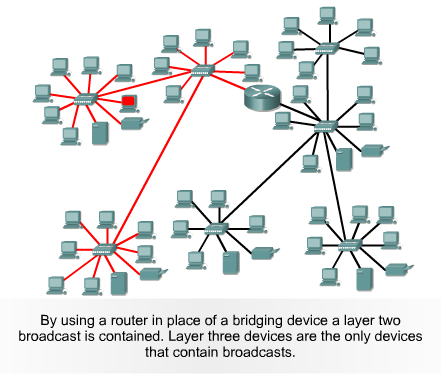 By using a router in place of a bridging device a layer two
broadcast is contained. Layer three devices are the only devices
that contain broadcasts.